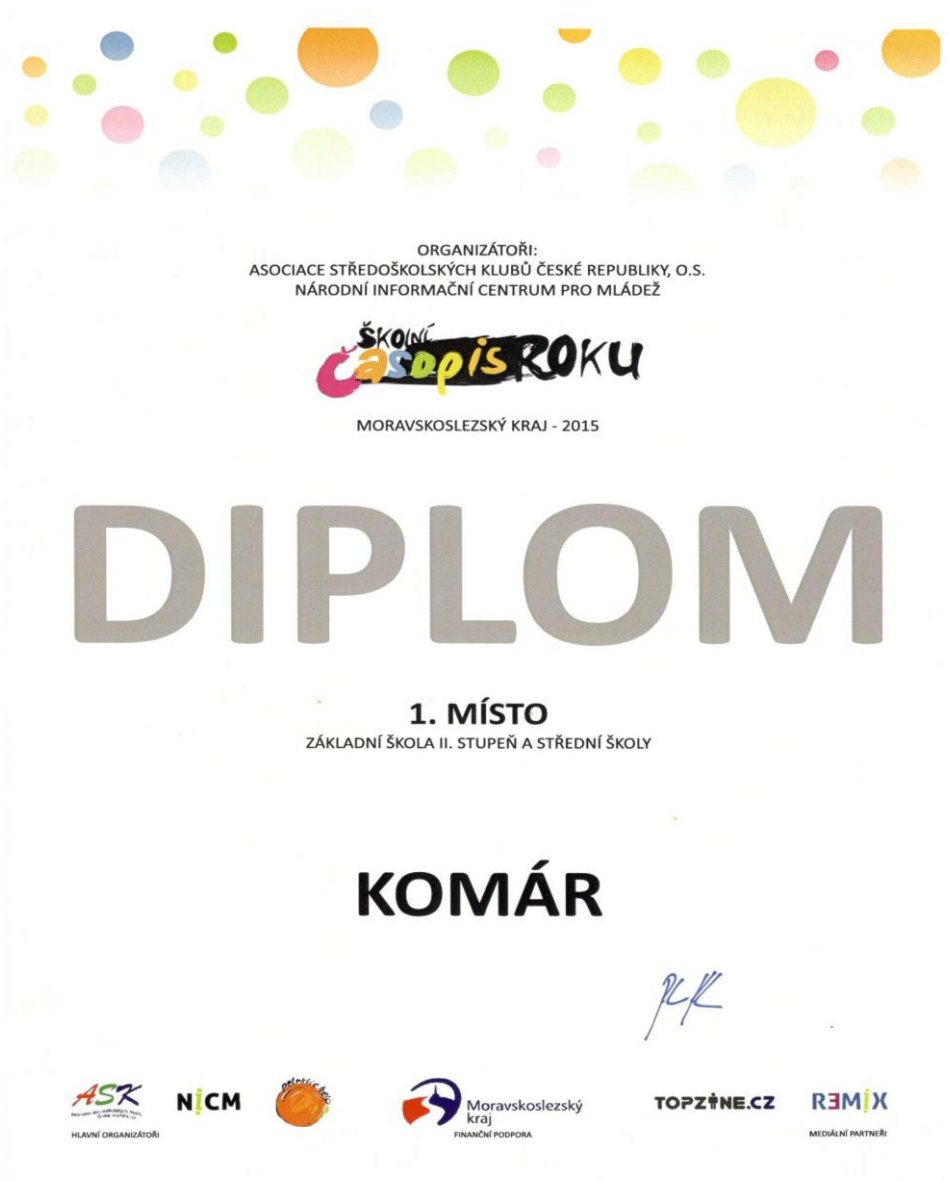 ORGANIZÁTOŘI:
ASOCIACE STŘEDOŠKOLSKÝCH KLUBŮ ČESKÉ REPUBLIKY, O.S.
NÁRODNÍ INFORMAČNÍ CENTRUM PRO MLÁDEŽ
ŠKOLNÍ
časopis ROKU
MORAVSKOSLEZSKÝ KRAJ - 2015
DIPLOM
1. MÍSTO
ZÁKLADNÍ ŠKOLA II. STUPEŇ A STŘEDNÍ ŠKOLY
KOMÁR
ASK
NiCM
Moravskoslezský
kraj
TOPZINE.CZ
REMIX
HLAVNÍ ORGANIZÁTOŘI
FINANČNÍ PODPORA
MEDIÁLNÍ PARTNEŘI